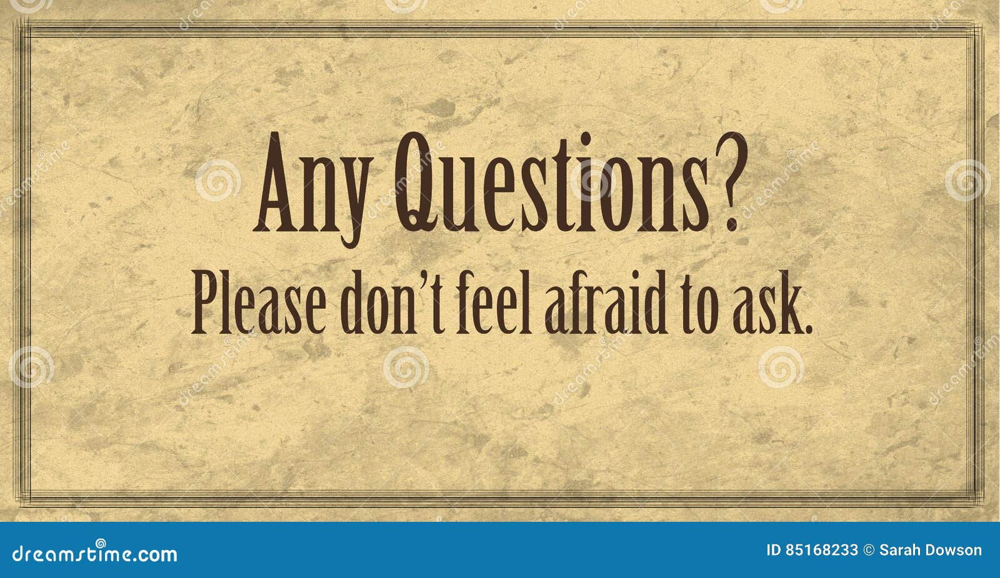 Any Questions?
Please don't feel afraid to ask.
dreamstime.com
ID 85168233 © Sarah Dowson